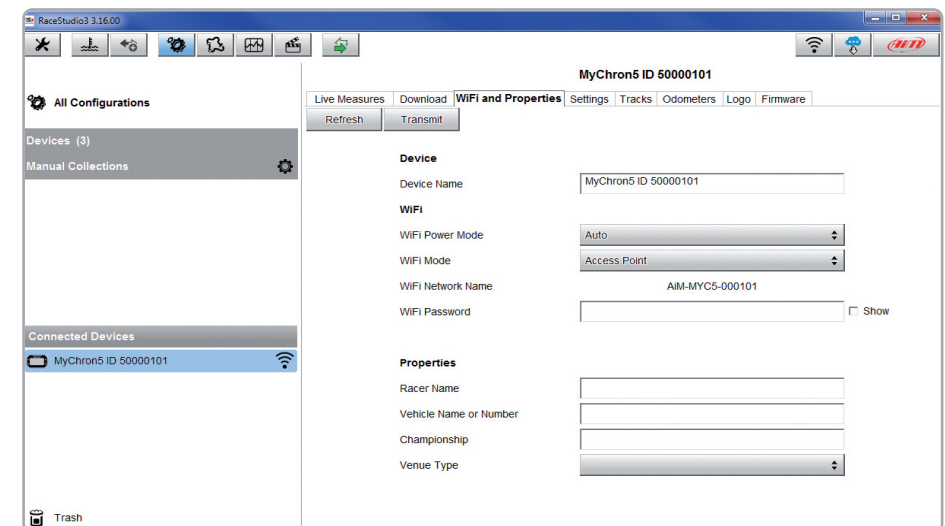 RaceStudio3 3.16.00
AiM
MyChron5 ID 50000101
All Configurations
Live Measures Download WiFi and Properties Settings Tracks Odometers Logo Firmware
Refresh Transmit
Devices (3)
Manual Collections
Device
Device Name MyChron5 ID 50000101
WiFi
WiFi Power Mode Auto
WiFi Mode Access Point
WiFi Network Name AiM-MYC5-000101
WiFi Password Show
Connected Devices
MyChron5 ID 50000101
Properties
Racer Name
Vehicle Name or Number
Championship
Venue Type
Trash